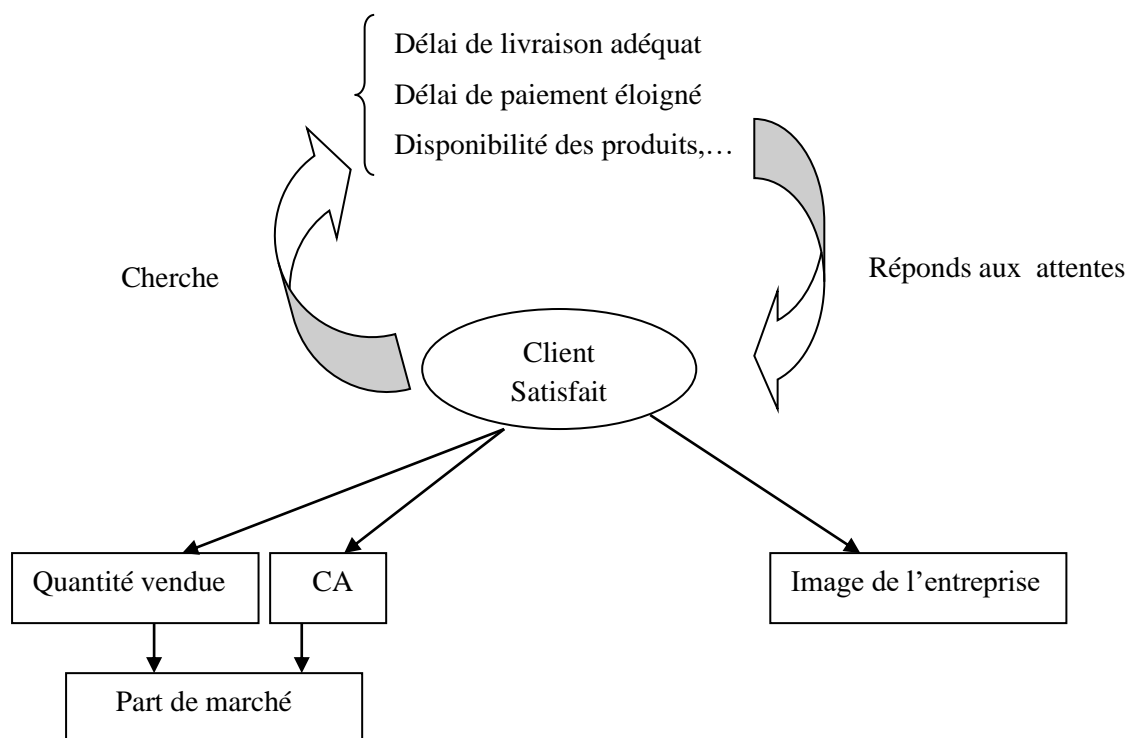 Délai de livraison adéquat
Délai de paiement éloigné
Disponibilité des produits,…
Cherche
Réponds aux attentes
Client
Satisfait
Quantité vendue
CA
Image de l’entreprise
Part de marché